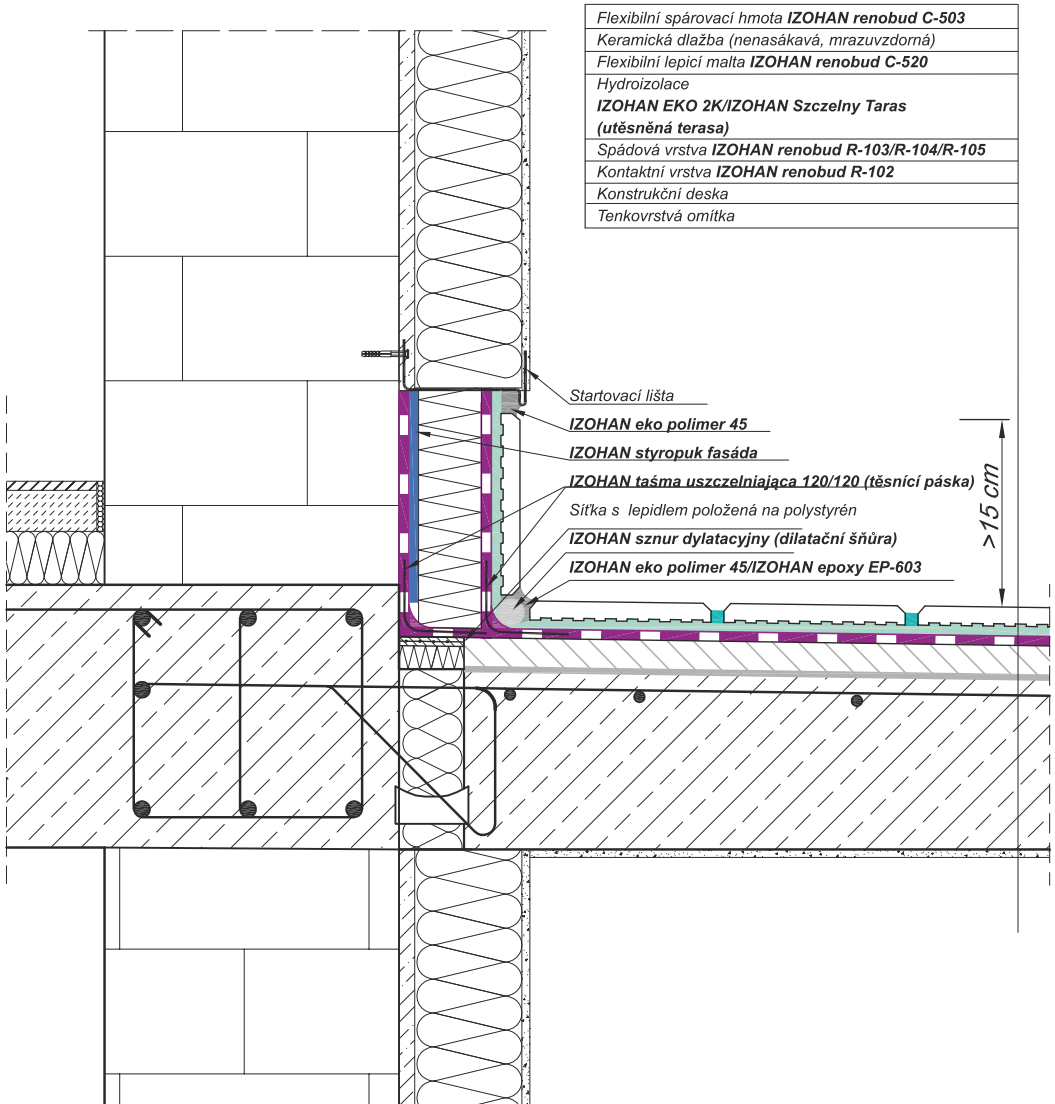 Flexibilní spárovací hmota IZOHAN renobud C-503
Keramická dlažba (nenasákavá, mrazuvzdorná)
Flexibilní lepicí malta IZOHAN renobud C-520
Hydroizolace
IZOHAN EKO 2K/IZOHAN Szczelny Taras
(utěsněná terasa)
Spádová vrstva IZOHAN renobud R-103/R-104/R-105
Kontaktní vrstva IZOHAN renobud R-102
Konstrukční deska
Tenkovrstvá omítka
Startovací lišta
IZOHAN eko polimer 45
IZOHAN styropuk fasáda
IZOHAN taśma uszczelniająca 120/120 (těsnící páska)
Síťka s lepidlem položená na polystyrén
IZOHAN sznur dylatacyjny (dilatační šňůra)
IZOHAN eko polimer 45/IZOHAN epoxy EP-603
>15 cm